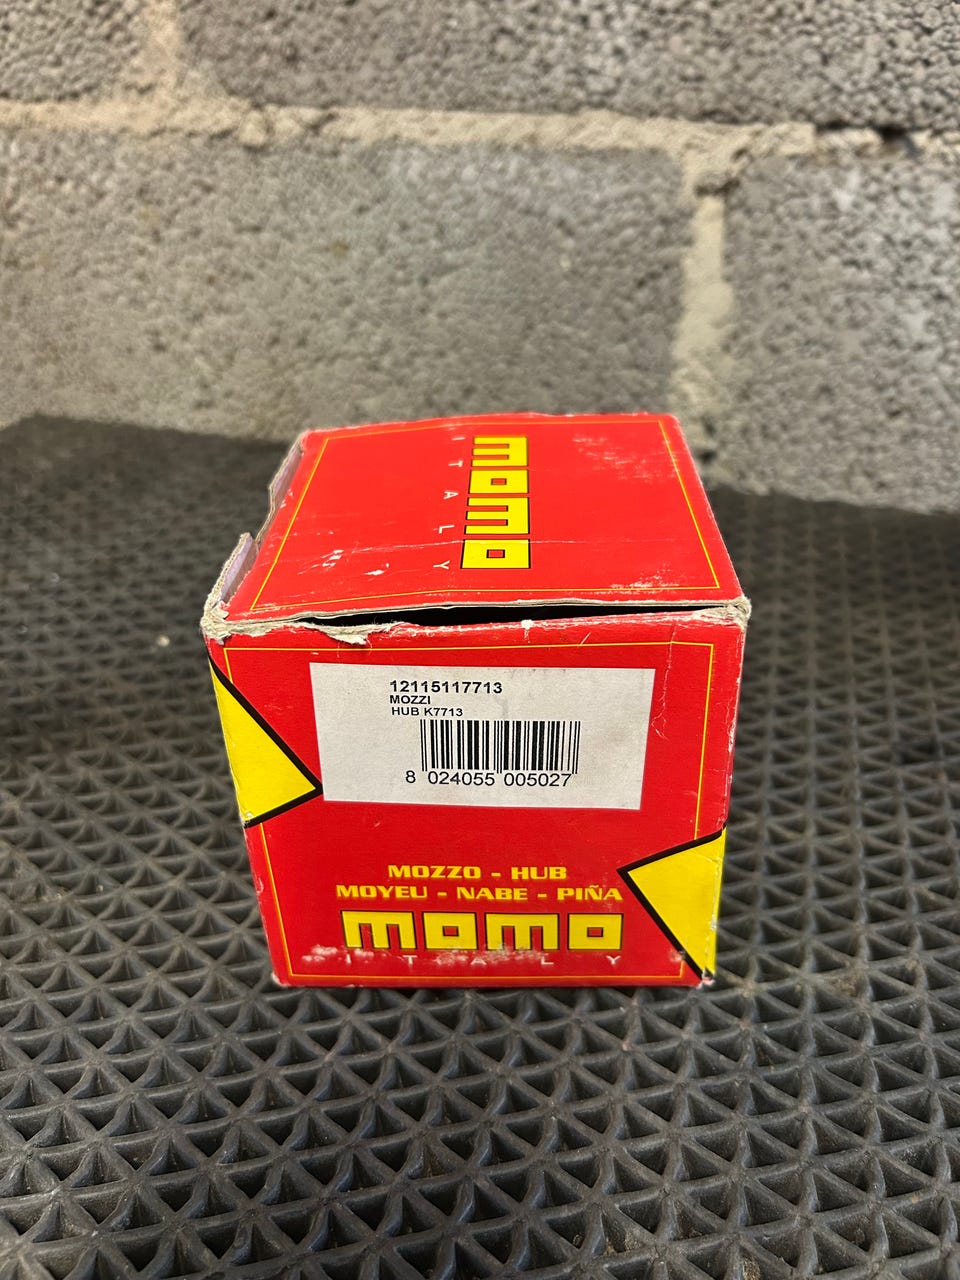 momo
ITALY
12115117713
MOZZI
HUB K7713
8 024055 005027
MOZZO - HUB
MOYEU - NABE - PIÑA
momo
ITALY